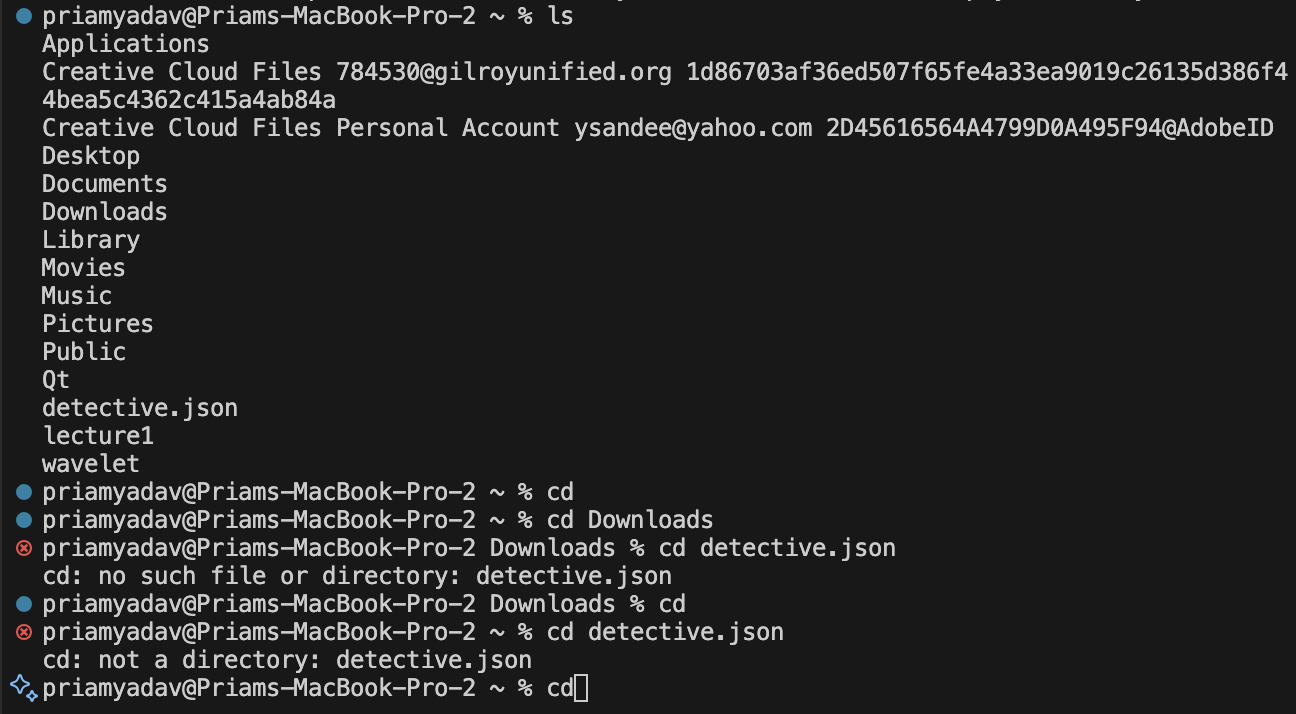 priamyadav@Priams-MacBook-Pro-2 ~ % ls
Applications
Creative Cloud Files 784530@gilroyunified.org 1d86703af36ed507f65fe4a33ea9019c26135d386f4
4bea5c4362c415a4ab84a
Creative Cloud Files Personal Account ysandee@yahoo.com 2D45616564A4799D0A495F94@AdobeID
Desktop
Documents
Downloads
Library
Movies
Music
Pictures
Public
Qt
detective.json
lecture1
wavelet
priamyadav@Priams-MacBook-Pro-2 ~ % cd
priamyadav@Priams-MacBook-Pro-2 ~ % cd Downloads
priamyadav@Priams-MacBook-Pro-2 Downloads % cd detective.json
cd: no such file or directory: detective.json
priamyadav@Priams-MacBook-Pro-2 Downloads % cd
priamyadav@Priams-MacBook-Pro-2 ~ % cd detective.json
cd: not a directory: detective.json
priamyadav@Priams-MacBook-Pro-2 ~ % cd